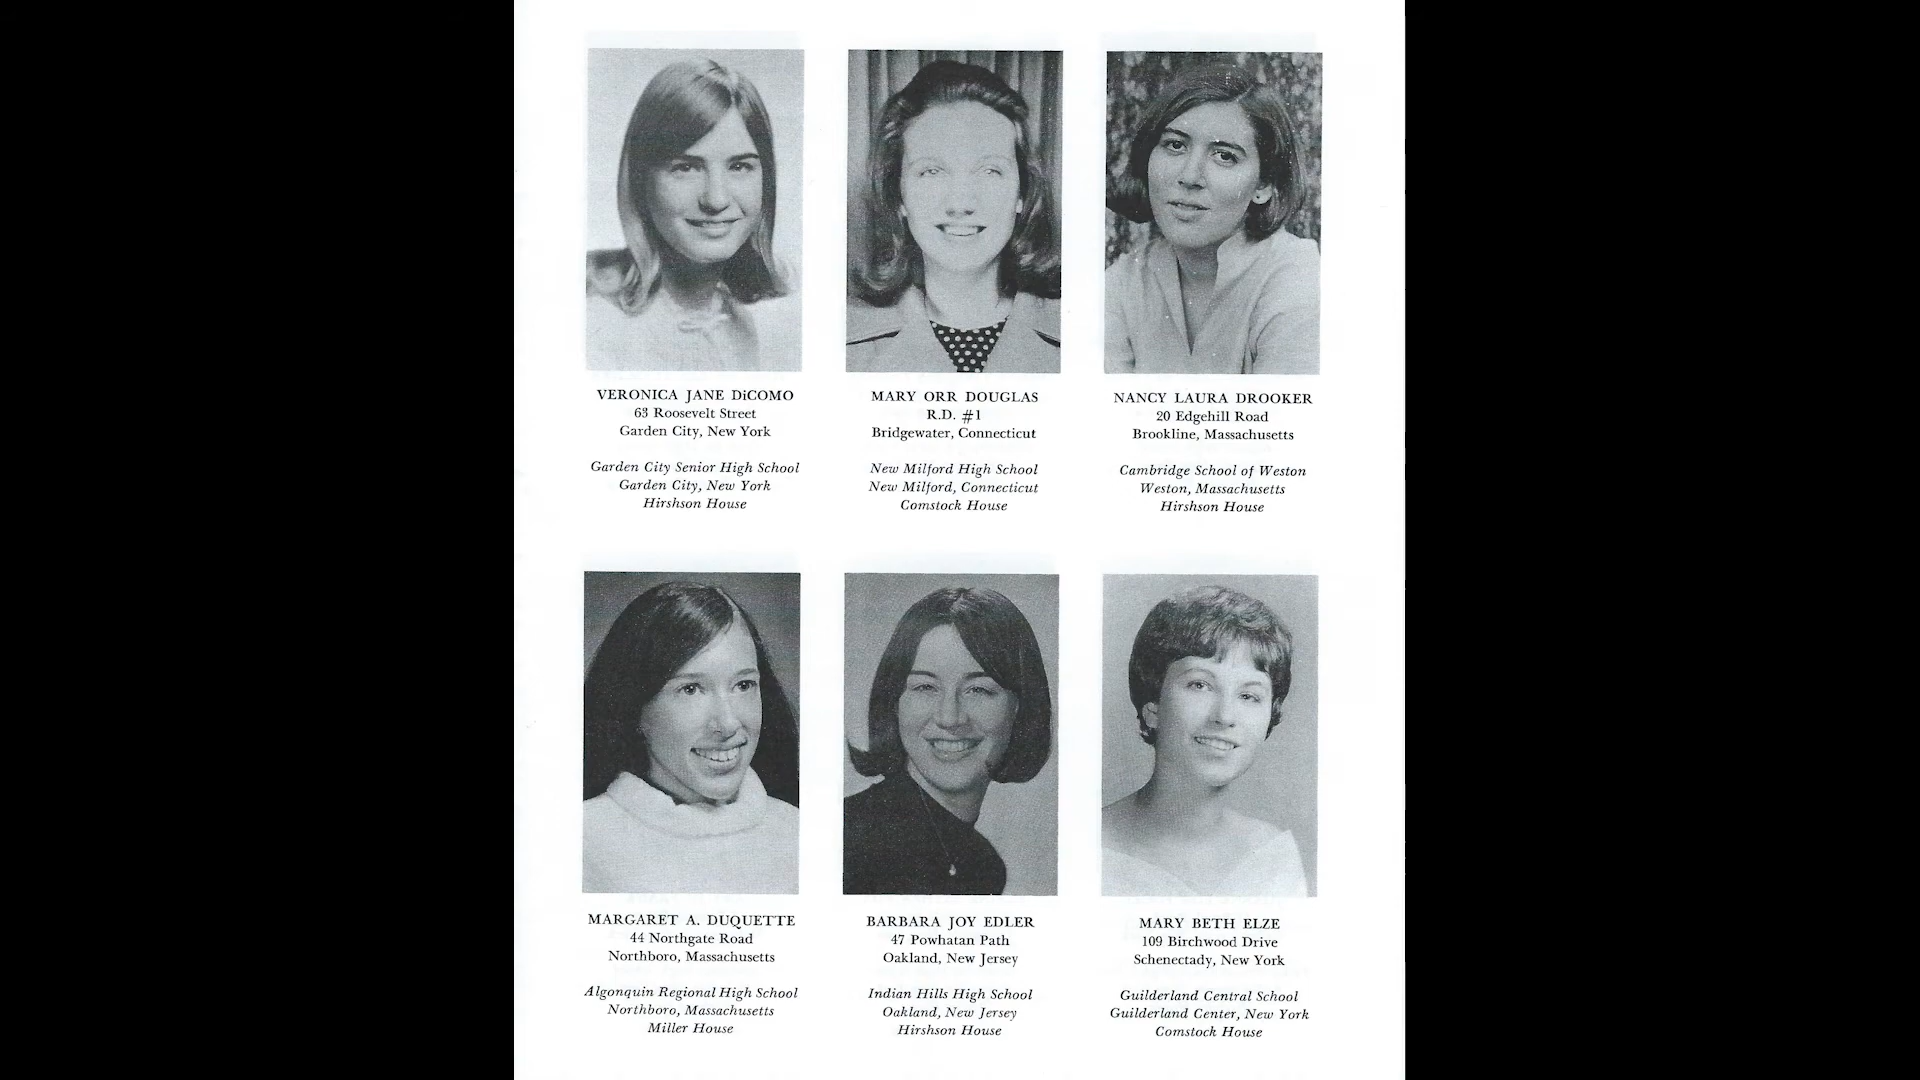 VERONICA JANE DiCOMO
63 Roosevelt Street
Garden City, New York
Garden City Senior High School
Garden City, New York
Hirshson House
MARY ORR DOUGLAS
R.D. #1
Bridgewater, Connecticut
New Milford High School
New Milford, Connecticut
Comstock House
NANCY LAURA DROOKER
20 Edgehill Road
Brookline, Massachusetts
Cambridge School of Weston
Weston, Massachusetts
Hirshson House
MARGARET A. DUQUETTE
44 Northgate Road
Northboro, Massachusetts
Algonquin Regional High School
Northboro, Massachusetts
Miller House
BARBARA JOY EDLER
47 Powhatan Path
Oakland, New Jersey
Indian Hills High School
Oakland, New Jersey
Hirshson House
MARY BETH ELZE
109 Birchwood Drive
Schenectady, New York
Guilderland Central School
Guilderland Center, New York
Comstock House